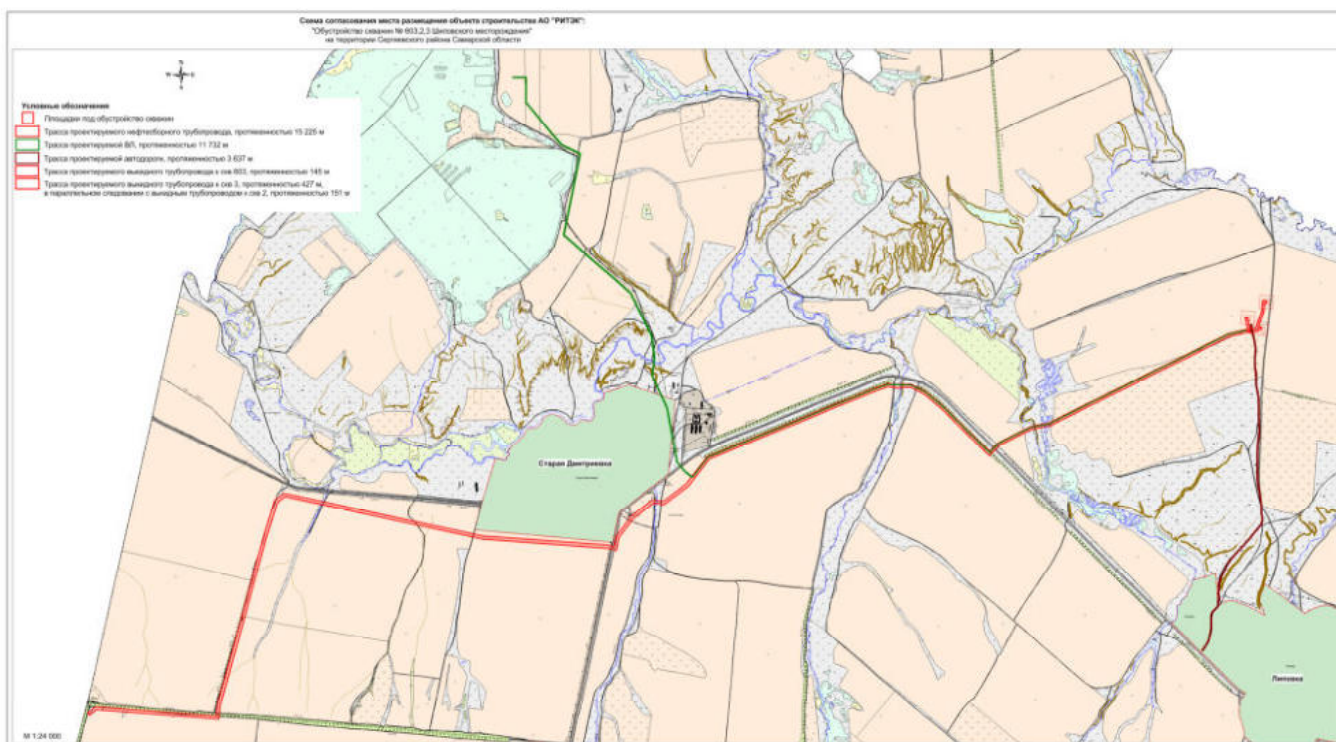 Схема согласования места размещения объекта строительства АО "РИТЭК":
"Обустройство скважин № 603,2,3 Шиповского месторождения"
на территории Сергиевского района Самарской области
N
W E
S
Условные обозначения
Площадки под обустройство скважин
Трасса проектируемого нефтесборного трубопровода, протяженностью 15 226 м
Трасса проектируемой ВЛ, протяженностью 11 732 м
Трасса проектируемой автодороги, протяженностью 3 637 м
Трасса проектируемого выкидного трубопровода к скв 603, протяженностью 145 м
Трасса проектируемого выкидного трубопровода к скв 3, протяженностью 427 м,
в параллельном следовании с выкидным трубопроводом к скв 2, протяженностью 151 м
Старая Дмитриевка
Липовка
М 1:24 000